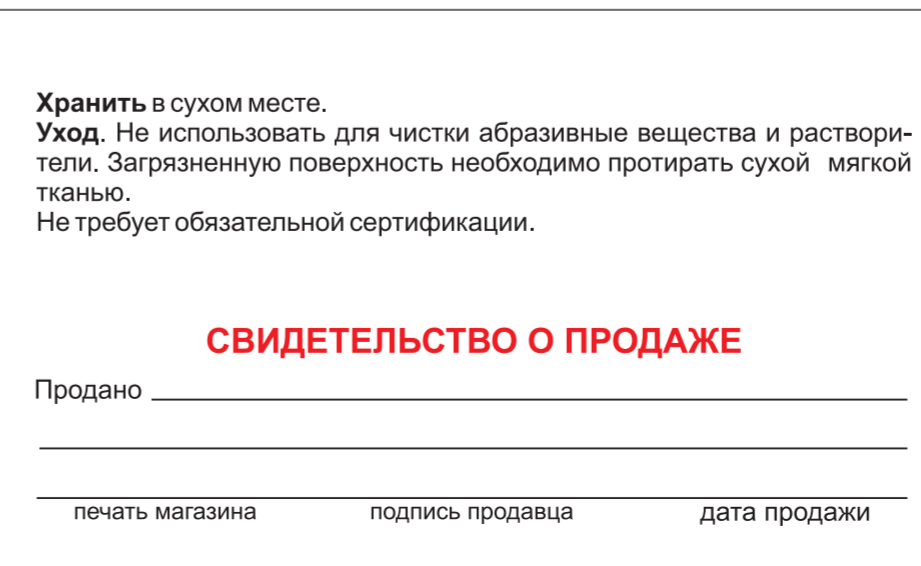 Хранить в сухом месте.
Уход. Не использовать для чистки абразивные вещества и раствори-
тели. Загрязненную поверхность необходимо протирать сухой мягкой
тканью.
Не требует обязательной сертификации.
СВИДЕТЕЛЬСТВО О ПРОДАЖЕ
Продано
печать магазина подпись продавца дата продажи